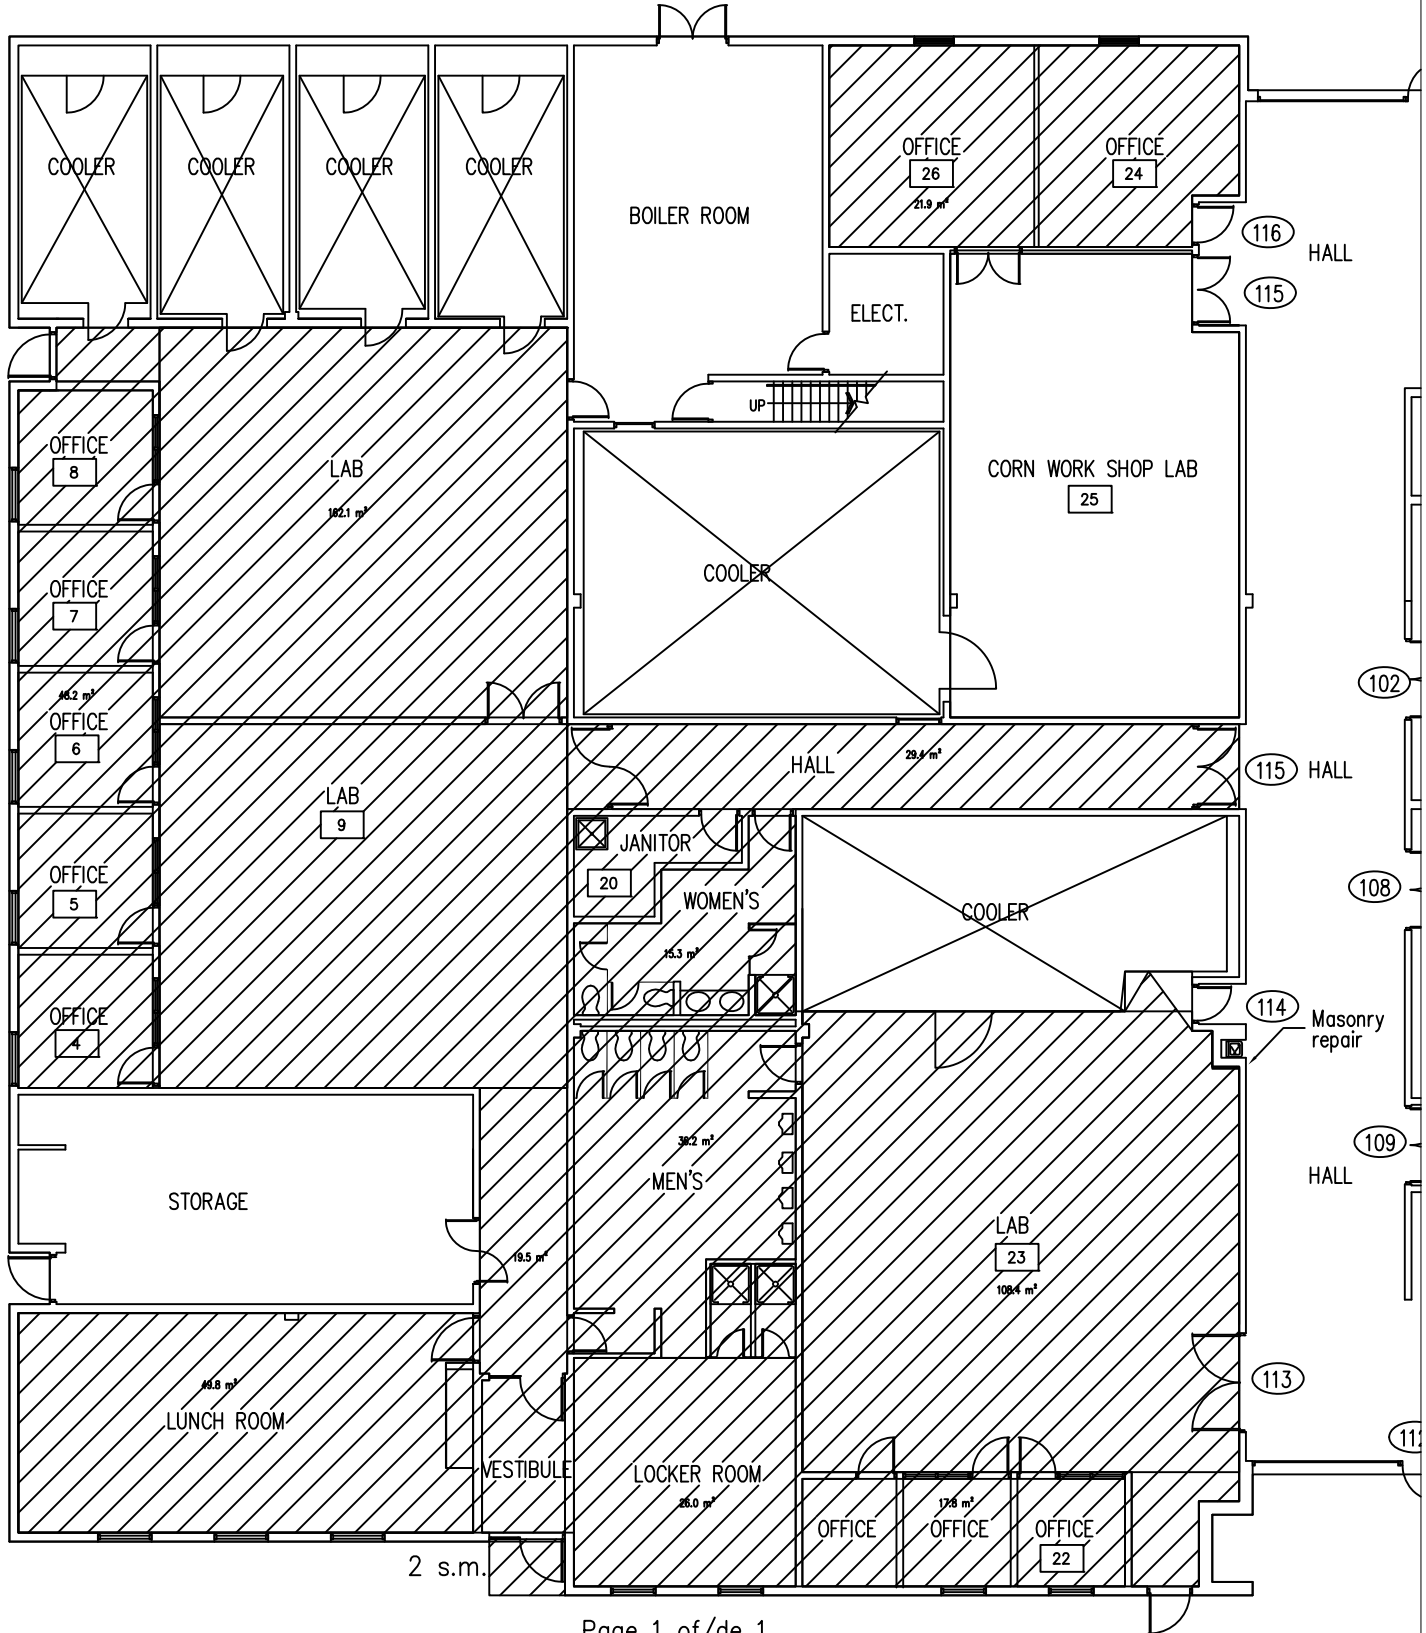 COOLER
COOLER
COOLER
COOLER
BOILER ROOM
OFFICE
26
21.9 m²
OFFICE
24
116
HALL
115
ELECT.
UP
OFFICE
8
LAB
162.1 m²
CORN WORK SHOP LAB
25
COOLER
OFFICE
7
48.2 m²
OFFICE
6
102
HALL
29.4 m²
115
HALL
LAB
9
JANITOR
20
WOMEN'S
15.3 m²
OFFICE
5
COOLER
108
OFFICE
4
114
Masonry
repair
36.2 m²
MEN'S
109
HALL
STORAGE
19.5 m²
LAB
23
108.4 m²
49.8 m²
LUNCH ROOM
113
VESTIBULE
LOCKER ROOM
26.0 m²
17.8 m²
OFFICE
OFFICE
OFFICE
22
2 s.m.
Page 1 of/de 1